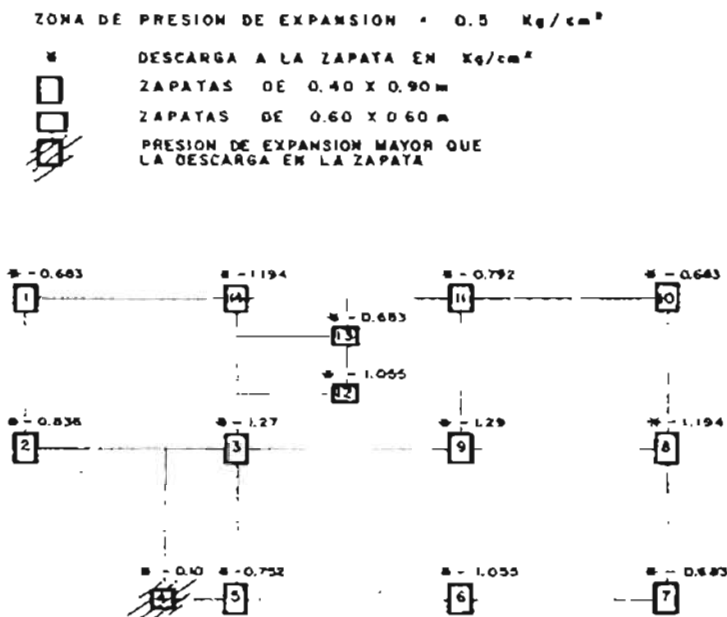 ZONA DE PRESION DE EXPANSION • 0.5 Kg/cm²
* DESCARGA A LA ZAPATA EN Kg/cm²
ZAPATAS DE 0.40 X 0.90 m
ZAPATAS DE 0.60 X 0 60 m
PRESION DE EXPANSION MAYOR QUE
LA DESCARGA EN LA ZAPATA
* - 0.683 * - 1.194 * - 0.792 * - 0.683
1 14 11 10
* - 0.683
13
* - 1.055
12
* - 0.836 * - 1.27 * - 1.29 * - 1.194
2 3 9 8
* - 0.10 * - 0.752 * - 1.055 * - 0.683
4 5 6 7